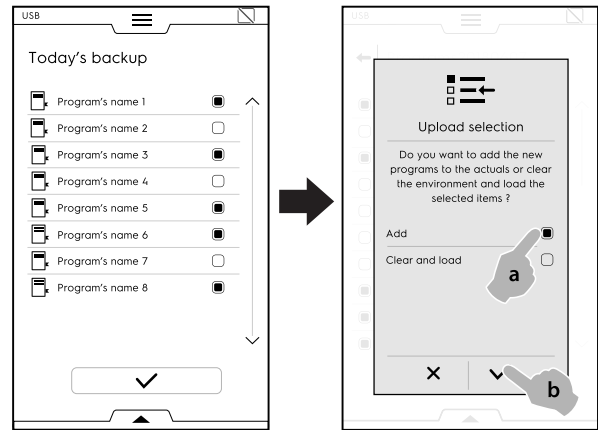 USB
Today's backup
Program's name 1
Program's name 2
Program's name 3
Program's name 4
Program's name 5
Program's name 6
Program's name 7
Program's name 8
USB
Upload selection
Do you want to add the new
programs to the actuals or clear
the environment and load the
selected items ?
Add
a
Clear and load
b